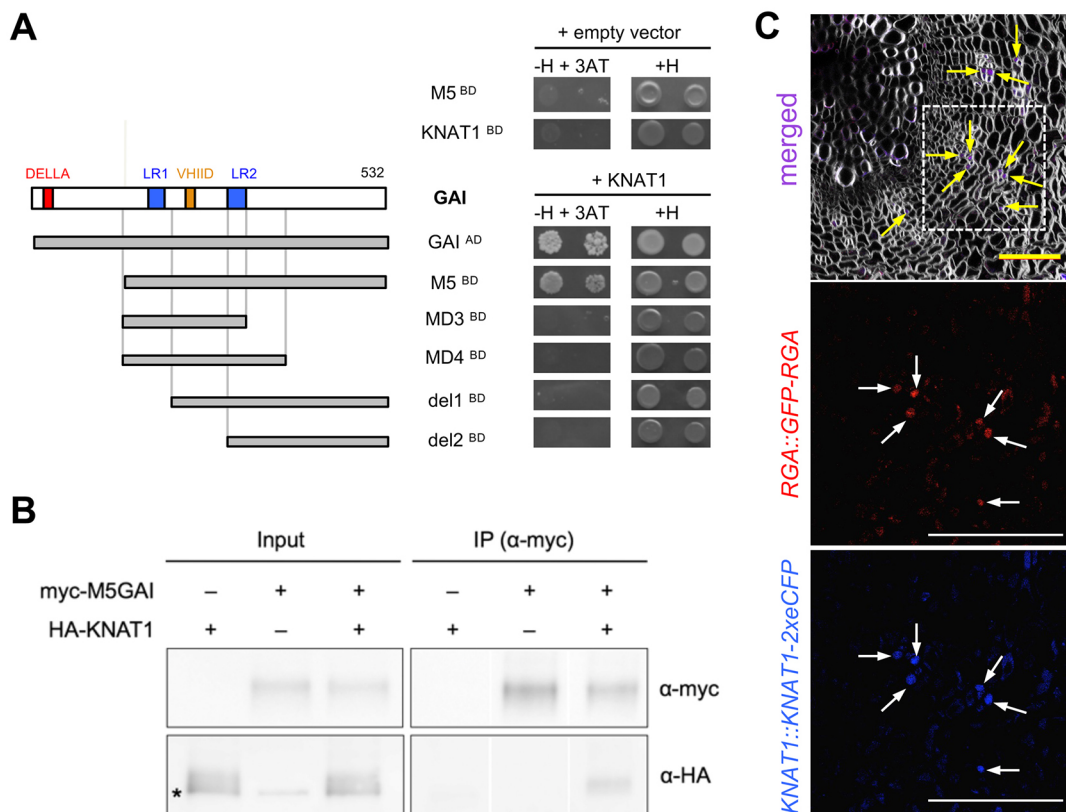 A
+ empty vector
-H + 3AT +H
M5 BD
KNAT1 BD
DELLA LR1 VHIID LR2 532
GAI
+ KNAT1
-H + 3AT +H
GAI AD
M5 BD
MD3 BD
MD4 BD
del1 BD
del2 BD
B
Input IP (α-myc)
myc-M5GAI – + + – + +
HA-KNAT1 + – + + – +
α-myc
* α-HA
C
merged
RGA::GFP-RGA
KNAT1::KNAT1-2xeCFP